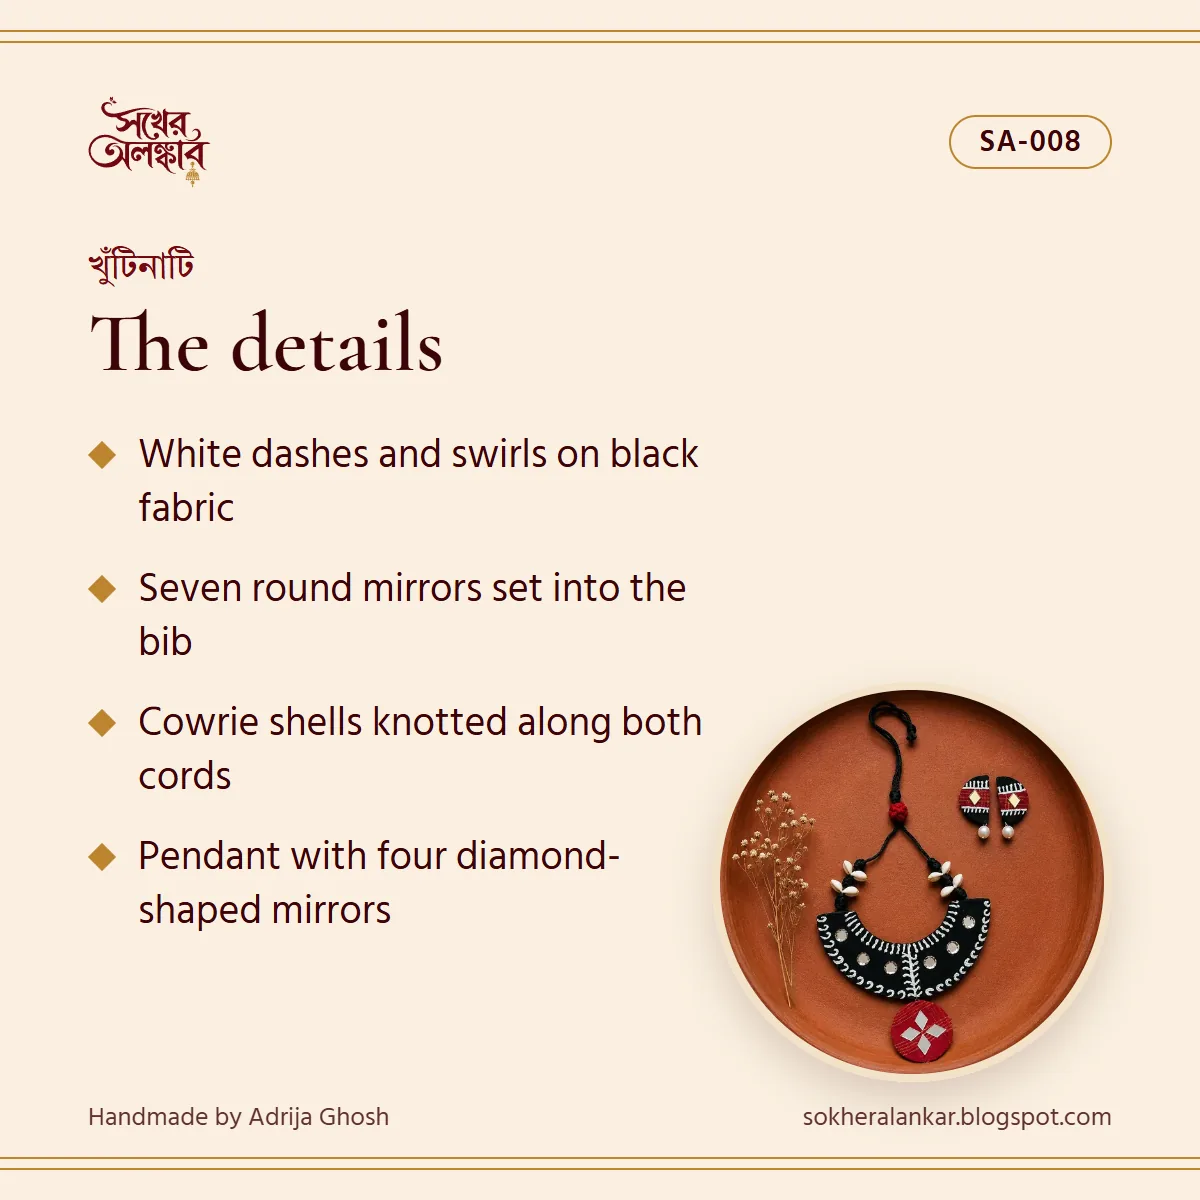 সখের
অলঙ্কার
SA-008
খুঁটিনাটি
The details
White dashes and swirls on black
fabric
Seven round mirrors set into the
bib
Cowrie shells knotted along both
cords
Pendant with four diamond-
shaped mirrors
Handmade by Adrija Ghosh
sokheralankar.blogspot.com